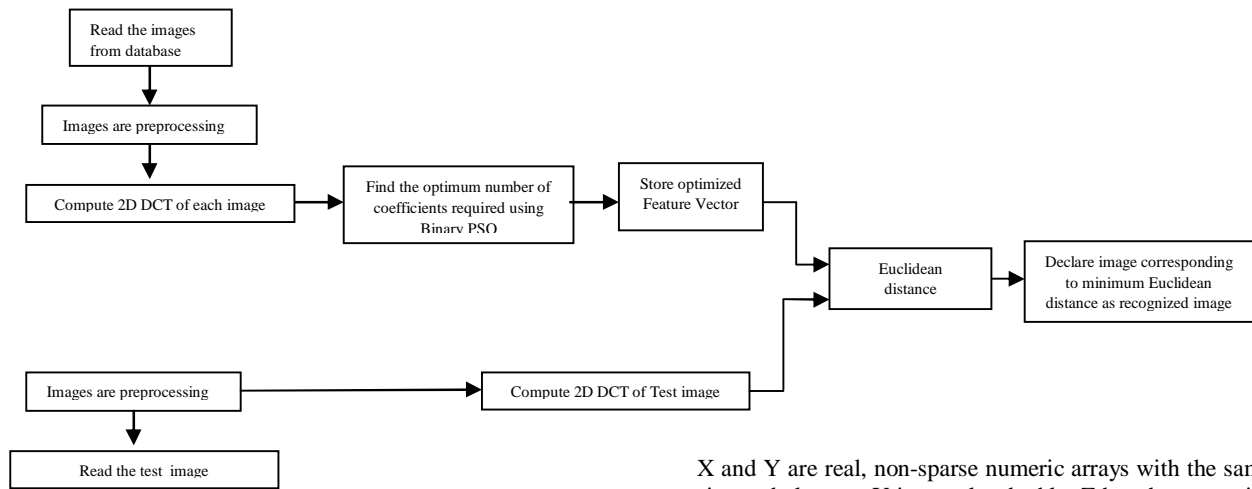 Read the images
from database
Images are preprocessing
Compute 2D DCT of each image
Find the optimum number of
coefficients required using
Binary PSO
Store optimized
Feature Vector
Euclidean
distance
Declare image corresponding
to minimum Euclidean
distance as recognized image
Images are preprocessing
Compute 2D DCT of Test image
Read the test image
X and Y are real, non-sparse numeric arrays with the